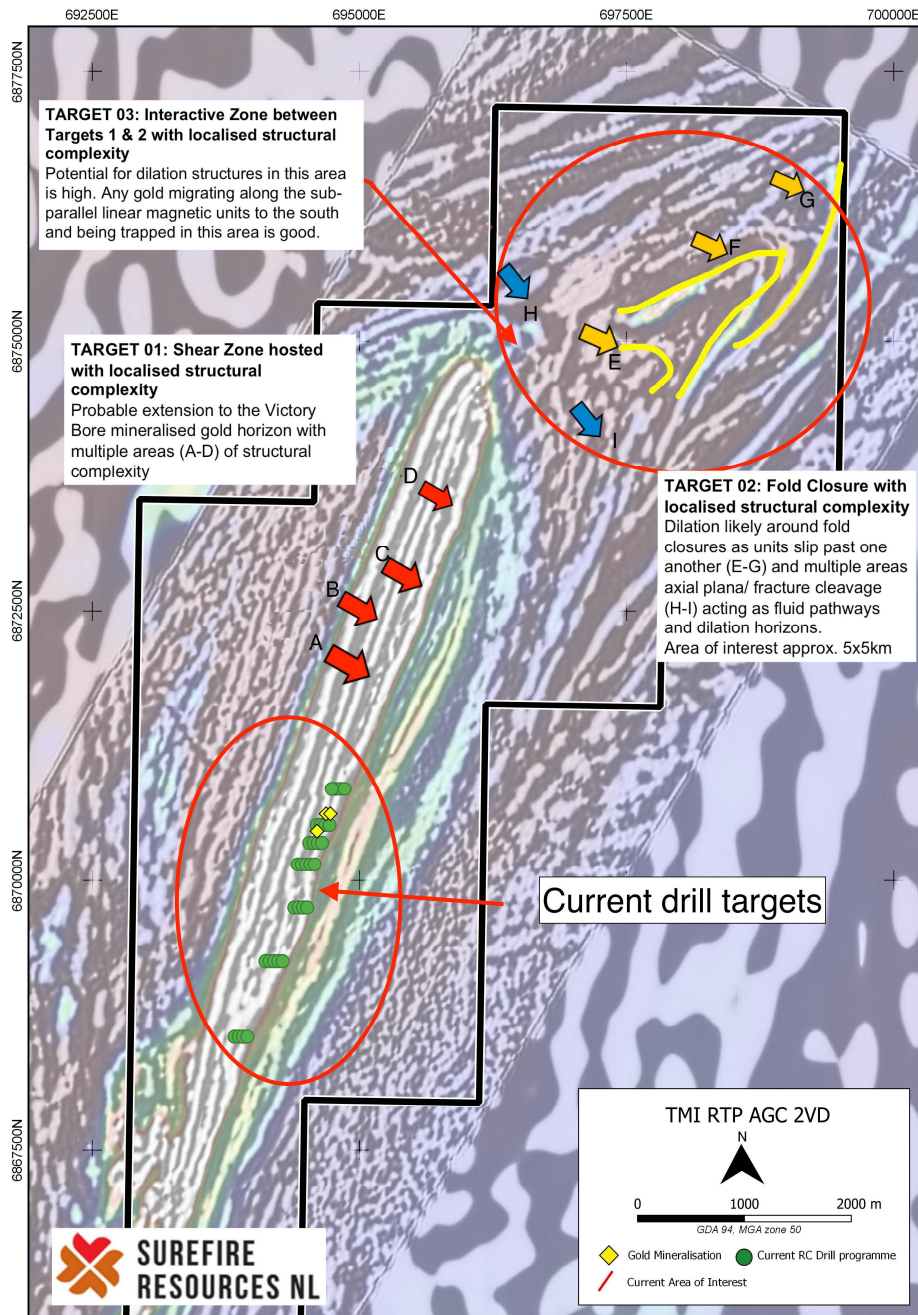 692500E
695000E
697500E
700000E
6877500N
6875000N
6872500N
6870000N
6867500N
TARGET 03: Interactive Zone between
Targets 1 & 2 with localised structural
complexity
Potential for dilation structures in this area
is high. Any gold migrating along the sub-
parallel linear magnetic units to the south
and being trapped in this area is good.
G
F
H
E
I
TARGET 01: Shear Zone hosted
with localised structural
complexity
Probable extension to the Victory
Bore mineralised gold horizon with
multiple areas (A-D) of structural
complexity
D
C
B
A
TARGET 02: Fold Closure with
localised structural complexity
Dilation likely around fold
closures as units slip past one
another (E-G) and multiple areas
axial plana/ fracture cleavage
(H-I) acting as fluid pathways
and dilation horizons.
Area of interest approx. 5x5km
Current drill targets
TMI RTP AGC 2VD
N
0
1000
2000 m
GDA 94, MGA zone 50
Gold Mineralisation
Current RC Drill programme
Current Area of Interest
SUREFIRE
RESOURCES NL